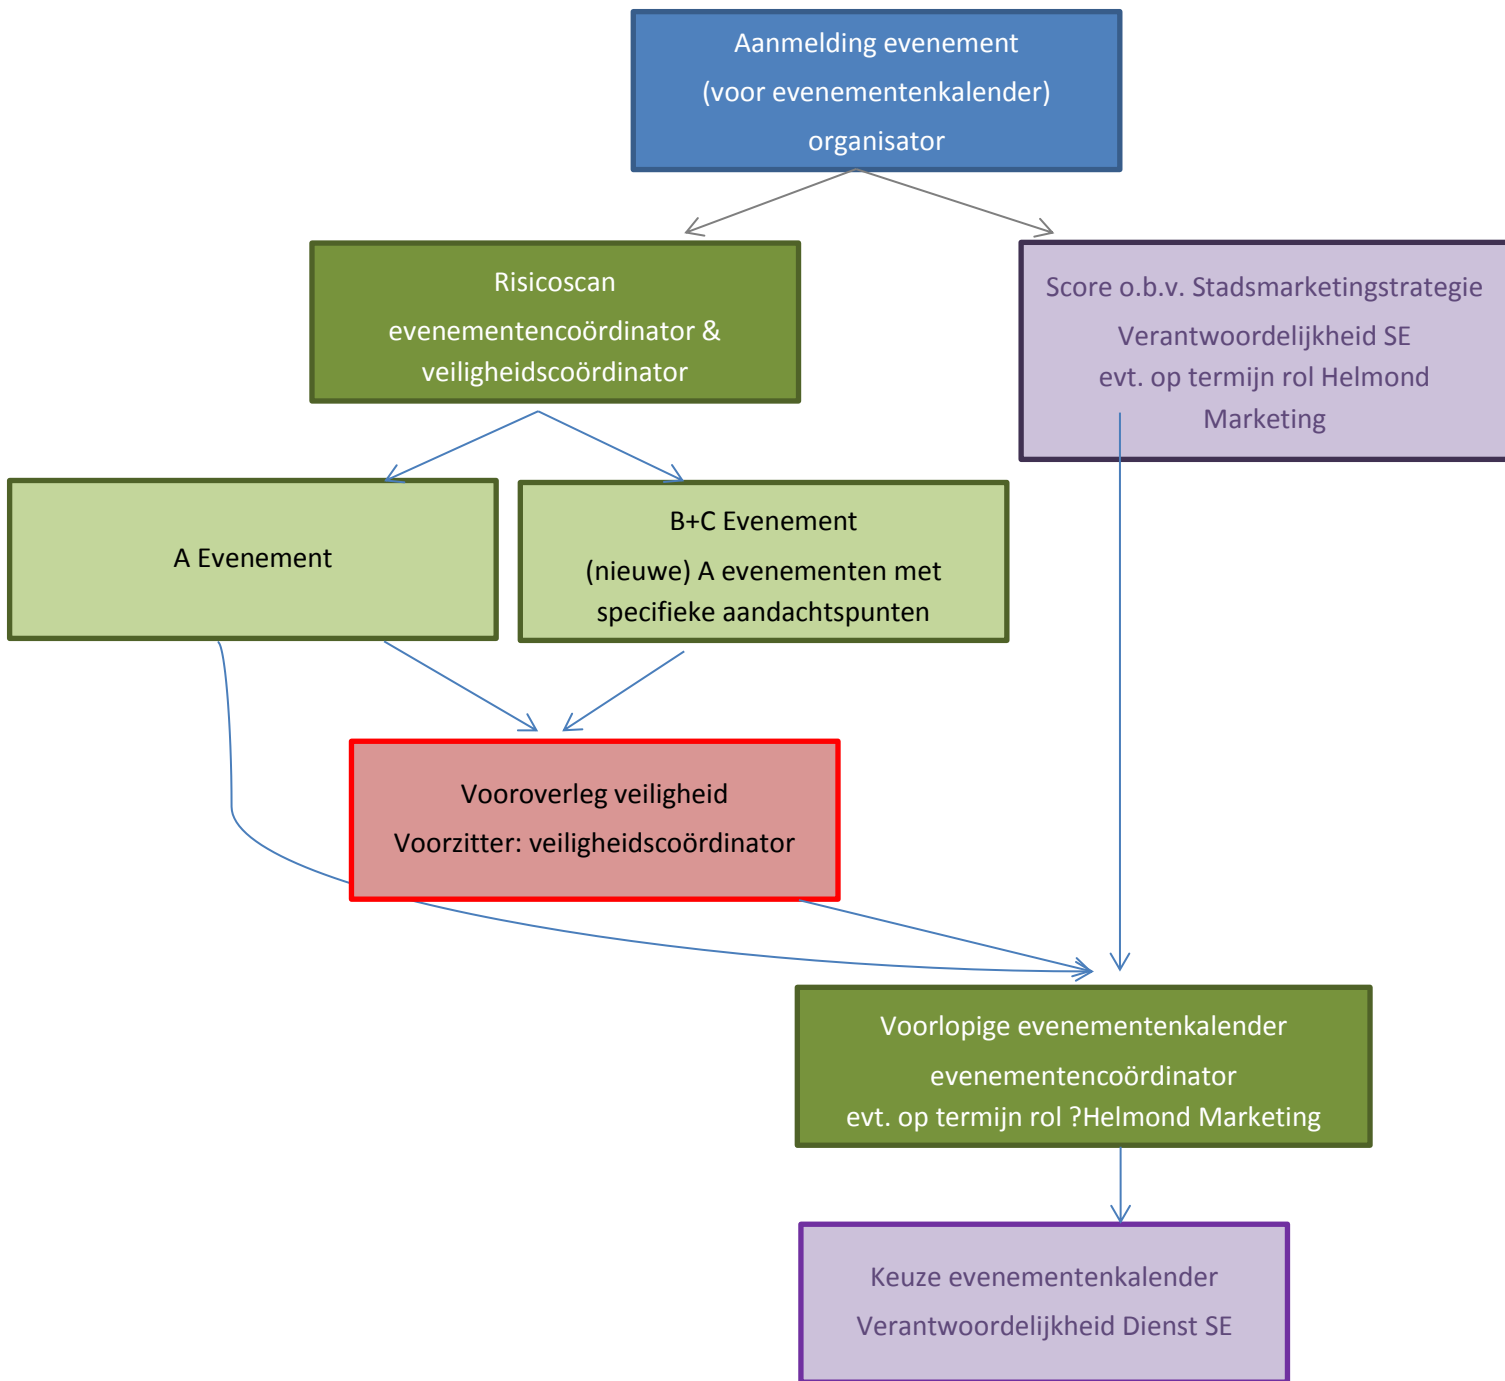 Aanmelding evenement
(voor evenementenkalender)
organisator
Risicoscan
evenementencoördinator &
veiligheidscoördinator
Score o.b.v. Stadsmarketingstrategie
Verantwoordelijkheid SE
evt. op termijn rol Helmond
Marketing
A Evenement
B+C Evenement
(nieuwe) A evenementen met
specifieke aandachtspunten
Vooroverleg veiligheid
Voorzitter: veiligheidscoördinator
Voorlopige evenementenkalender
evenementencoördinator
evt. op termijn rol ?Helmond Marketing
Keuze evenementenkalender
Verantwoordelijkheid Dienst SE